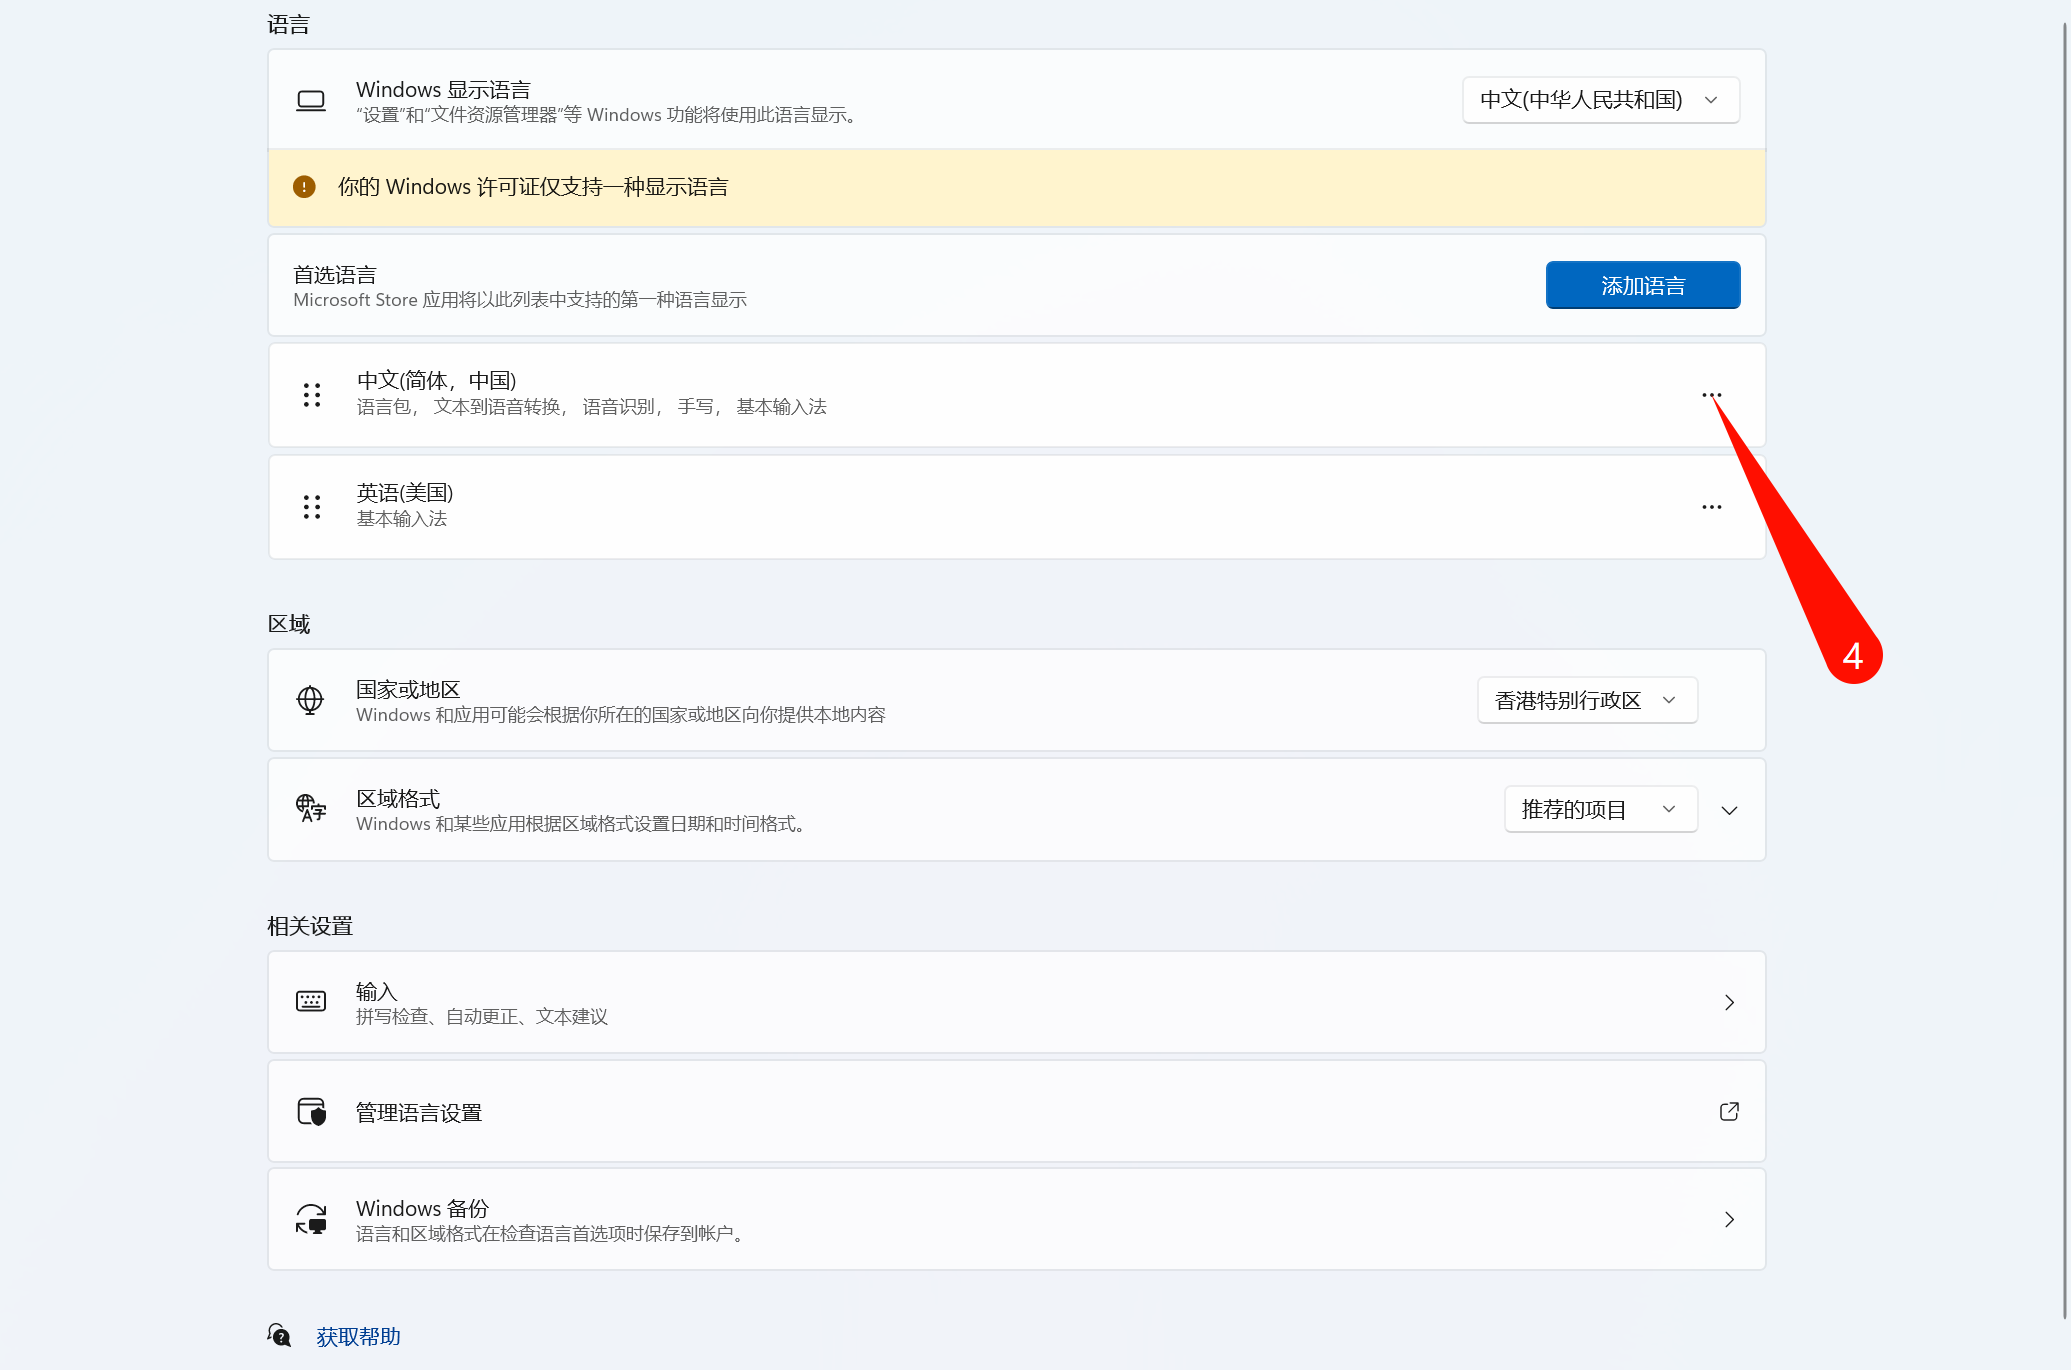 语言
Windows 显示语言
“设置”和“文件资源管理器”等 Windows 功能将使用此语言显示。
中文(中华人民共和国)
你的 Windows 许可证仅支持一种显示语言
首选语言
Microsoft Store 应用将以此列表中支持的第一种语言显示
添加语言
中文(简体，中国)
语言包， 文本到语音转换， 语音识别， 手写， 基本输入法
英语(美国)
基本输入法
4
区域
国家或地区
Windows 和应用可能会根据你所在的国家或地区向你提供本地内容
香港特别行政区
区域格式
Windows 和某些应用根据区域格式设置日期和时间格式。
推荐的项目
相关设置
输入
拼写检查、自动更正、文本建议
管理语言设置
Windows 备份
语言和区域格式在检查语言首选项时保存到帐户。
获取帮助